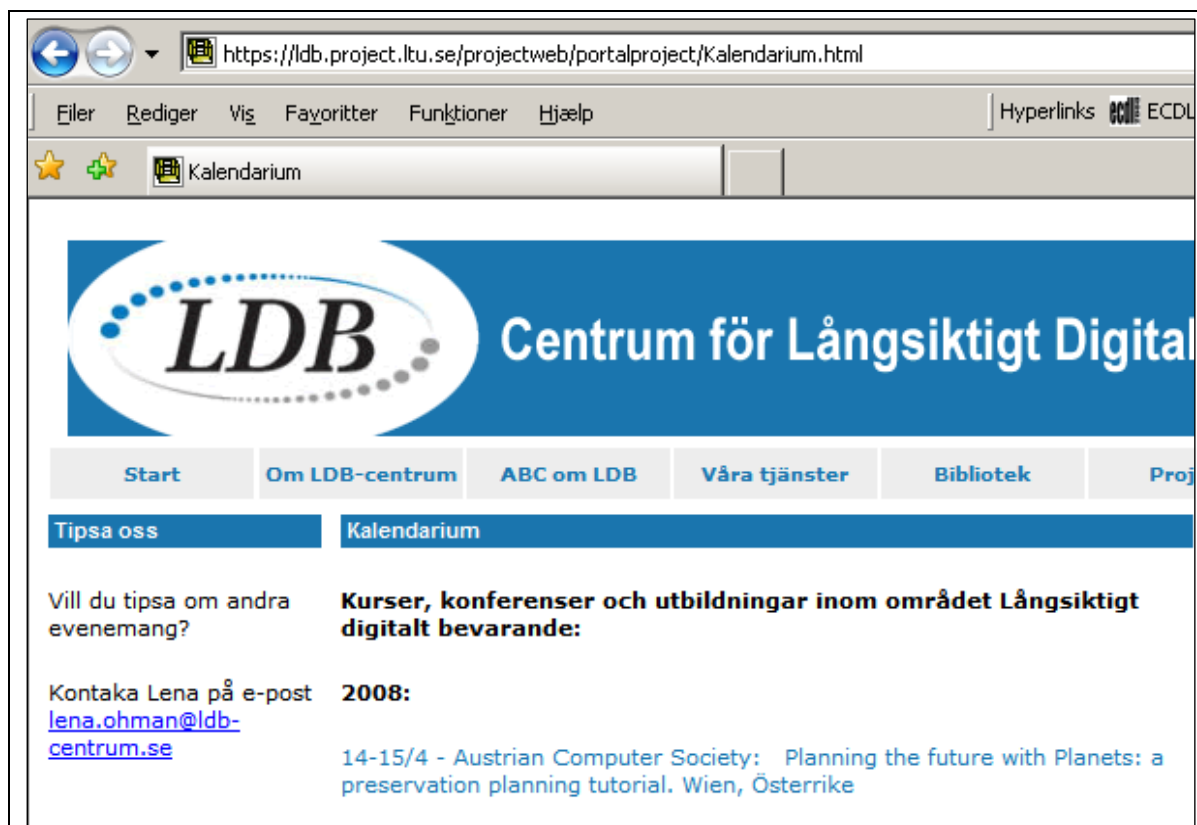 https://ldb.project.ltu.se/projectweb/portalproject/Kalendarium.html
Filer Rediger Vis Favoritter Funktioner Hjælp Hyperlinks ecdl ECDL
Kalendarium
LDB Centrum för Långsiktigt Digital
Start Om LDB-centrum ABC om LDB Våra tjänster Bibliotek Proj
Tipsa oss
Vill du tipsa om andra
evenemang?
Kontaka Lena på e-post
lena.ohman@ldb-
centrum.se
Kalendarium
Kurser, konferenser och utbildningar inom området Långsiktigt
digitalt bevarande:
2008:
14-15/4 - Austrian Computer Society: Planning the future with Planets: a
preservation planning tutorial. Wien, Österrike